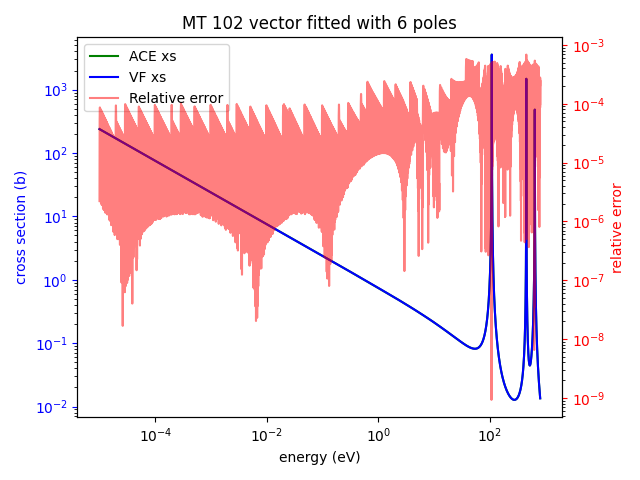 MT 102 vector fitted with 6 poles
ACE xs
VF xs
Relative error
cross section (b)
10^3
10^2
10^1
10^0
10^-1
10^-2
10^-4
10^-2
10^0
10^2
energy (eV)
10^-3
10^-4
10^-5
10^-6
10^-7
10^-8
10^-9
relative error